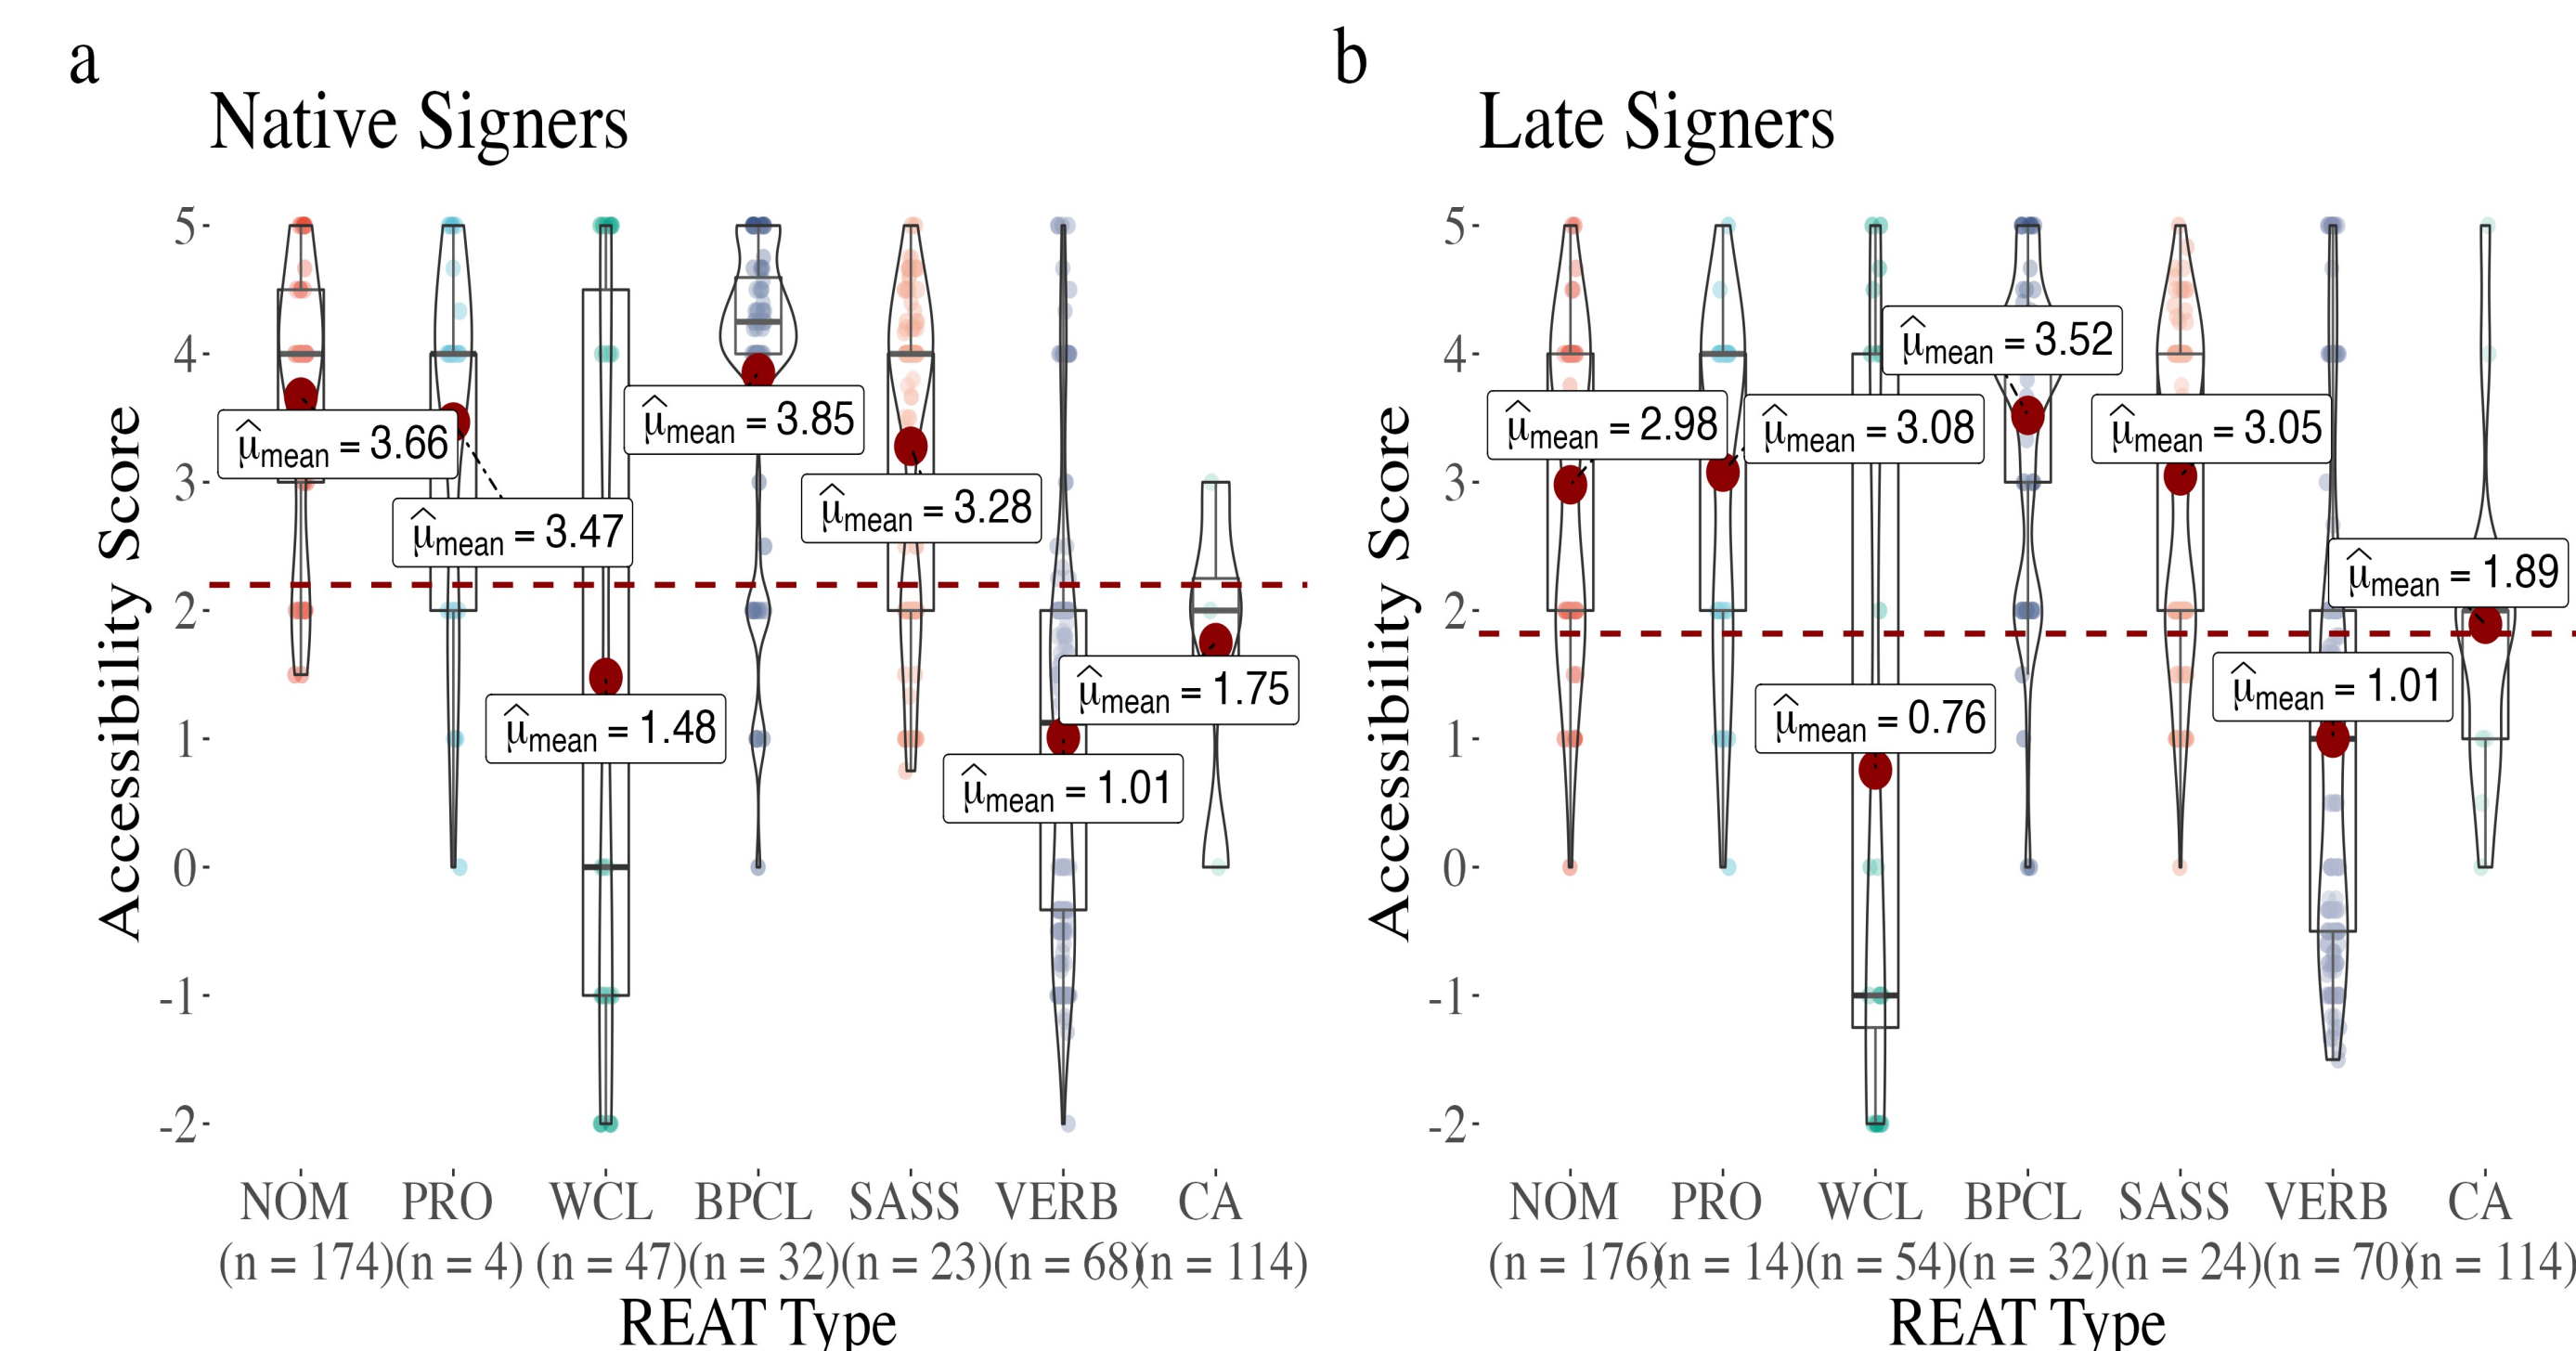 a
Native Signers
Accessibility Score
5
4
3
2
1
0
-1
-2
μ̂mean = 3.66
μ̂mean = 3.47
μ̂mean = 1.48
μ̂mean = 3.85
μ̂mean = 3.28
μ̂mean = 1.01
μ̂mean = 1.75
NOM PRO WCL BPCL SASS VERB CA
(n = 174)(n = 4) (n = 47)(n = 32)(n = 23)(n = 68)(n = 114)
REAT Type
b
Late Signers
Accessibility Score
5
4
3
2
1
0
-1
-2
μ̂mean = 2.98
μ̂mean = 3.08
μ̂mean = 0.76
μ̂mean = 3.52
μ̂mean = 3.05
μ̂mean = 1.01
μ̂mean = 1.89
NOM PRO WCL BPCL SASS VERB CA
(n = 176)(n = 14)(n = 54)(n = 32)(n = 24)(n = 70)(n = 114)
REAT Type